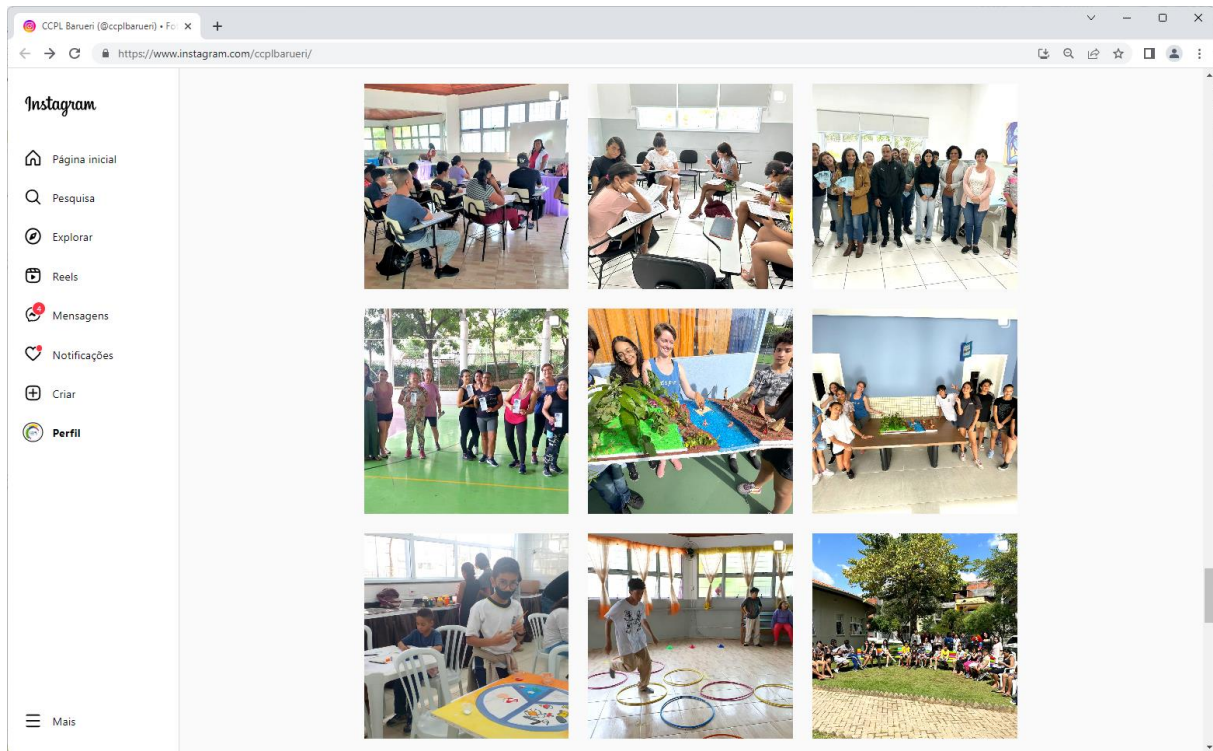 CCPL Barueri (@ccplbarueri) • Fo
https://www.instagram.com/ccplbarueri/
Instagram
Página inicial
Pesquisa
Explorar
Reels
4
Mensagens
Notificações
Criar
Perfil
Mais